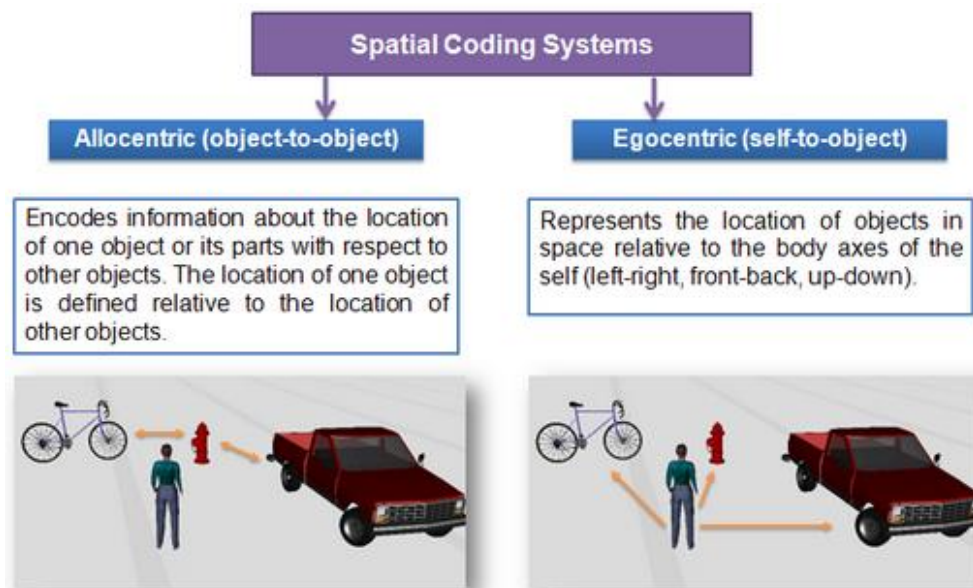 Spatial Coding Systems
Allocentric (object-to-object)
Egocentric (self-to-object)
Encodes information about the location
of one object or its parts with respect to
other objects. The location of one object
is defined relative to the location of
other objects.
Represents the location of objects in
space relative to the body axes of the
self (left-right, front-back, up-down).